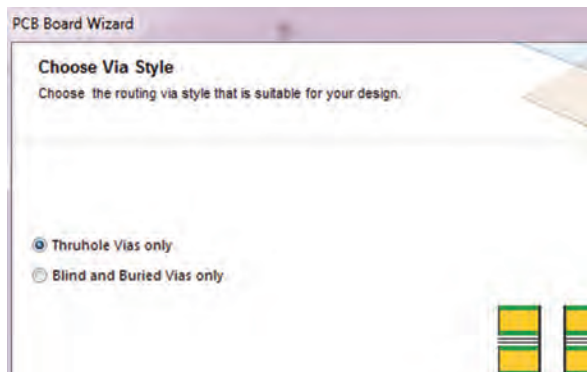 PCB Board Wizard
Choose Via Style
Choose the routing via style that is suitable for your design.
Thruhole Vias only
Blind and Buried Vias only